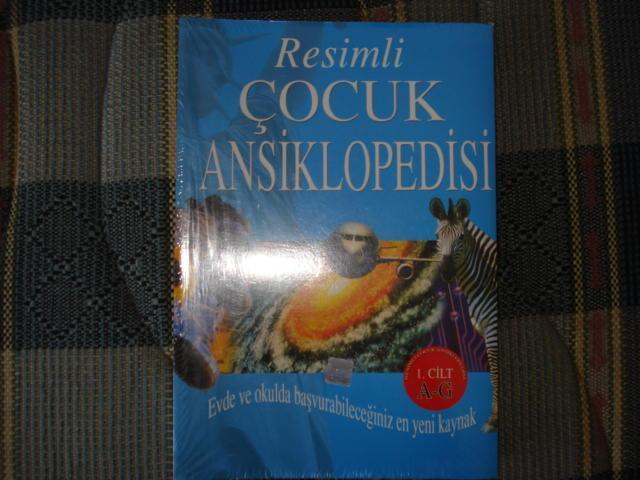 Resimli
ÇOCUK
ANSİKLOPEDİSİ
1. CİLT
A-G
Evde ve okulda başvurabileceğiniz en yeni kaynak